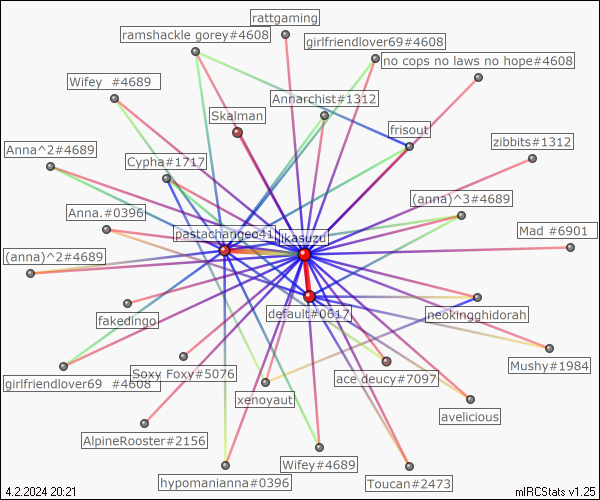 rattgaming
ramshackle gorey#4608
girlfriendlover69#4608
no cops no laws no hope#4608
Wifey  #4689
Annarchist#1312
Skalman
frisout
zibbits#1312
Anna^2#4689
Cypha#1717
(anna)^3#4689
Anna.#0396
Mad #6901
pastachangeo41
jkasuzu
(anna)^2#4689
default#0617
neokingghidorah
fakedingo
Mushy#1984
Soxy Foxy#5076
ace deucy#7097
girlfriendlover69  #4608
xenoyaut
avelicious
AlpineRooster#2156
Wifey#4689
hypomanianna#0396
Toucan#2473
4.2.2024 20:21
mIRCStats v1.25